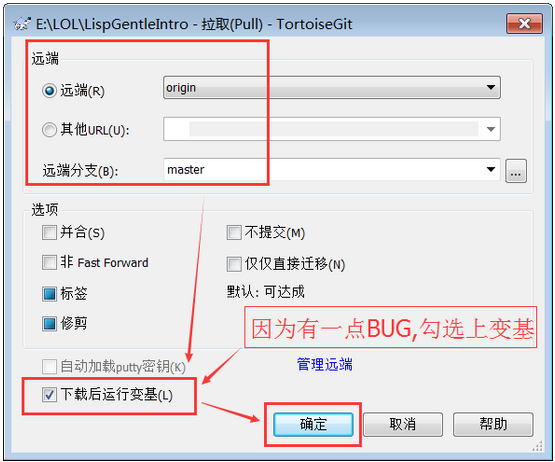 E:\LOL\LispGentleIntro - 拉取(Pull) - TortoiseGit
远端
远端(R) origin
其他URL(U):
远端分支(B): master ...
选项
并合(S) 不提交(M)
非 Fast Forward 仅仅直接迁移(N)
标签 默认: 可达成
修剪
因为有一点BUG,勾选上变基
自动加载putty密钥(K) 管理远端
下载后运行变基(L)
确定 取消 帮助